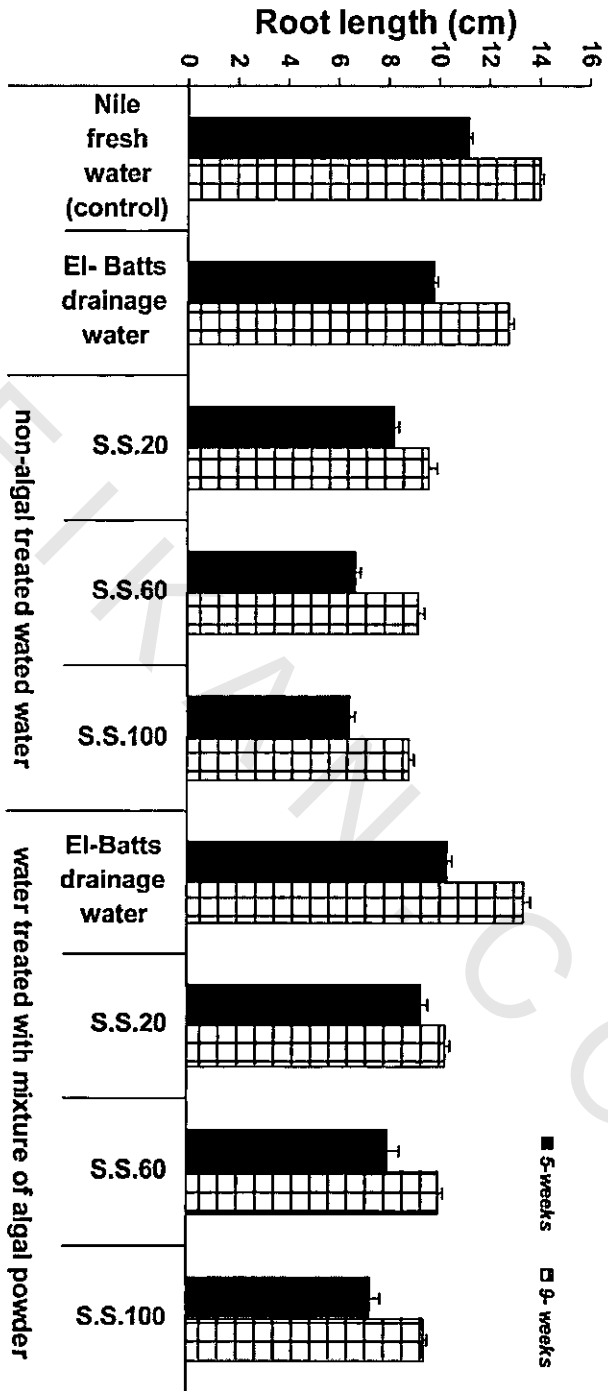 Root length (cm)
16
14
12
10
8
6
4
2
0
5-weeks
9- weeks
Nile
fresh
water
(control)
El- Batts
drainage
water
S.S.20
S.S.60
S.S.100
El-Batts
drainage
water
S.S.20
S.S.60
S.S.100
non-algal treated wated water
water treated with mixture of algal powder
FIKAN.CO